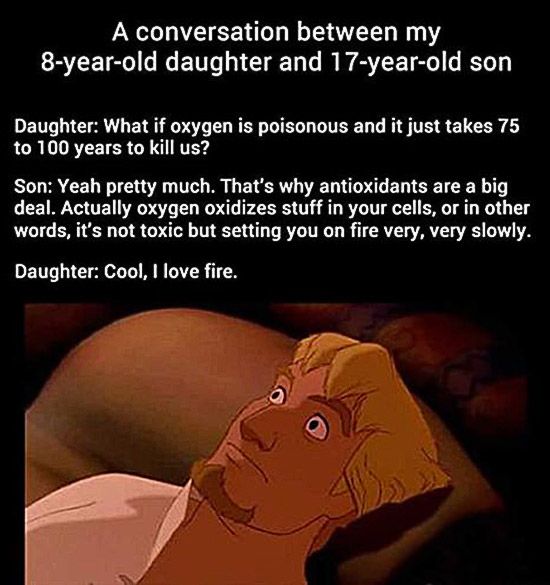 A conversation between my
8-year-old daughter and 17-year-old son
Daughter: What if oxygen is poisonous and it just takes 75
to 100 years to kill us?
Son: Yeah pretty much. That's why antioxidants are a big
deal. Actually oxygen oxidizes stuff in your cells, or in other
words, it's not toxic but setting you on fire very, very slowly.
Daughter: Cool, I love fire.